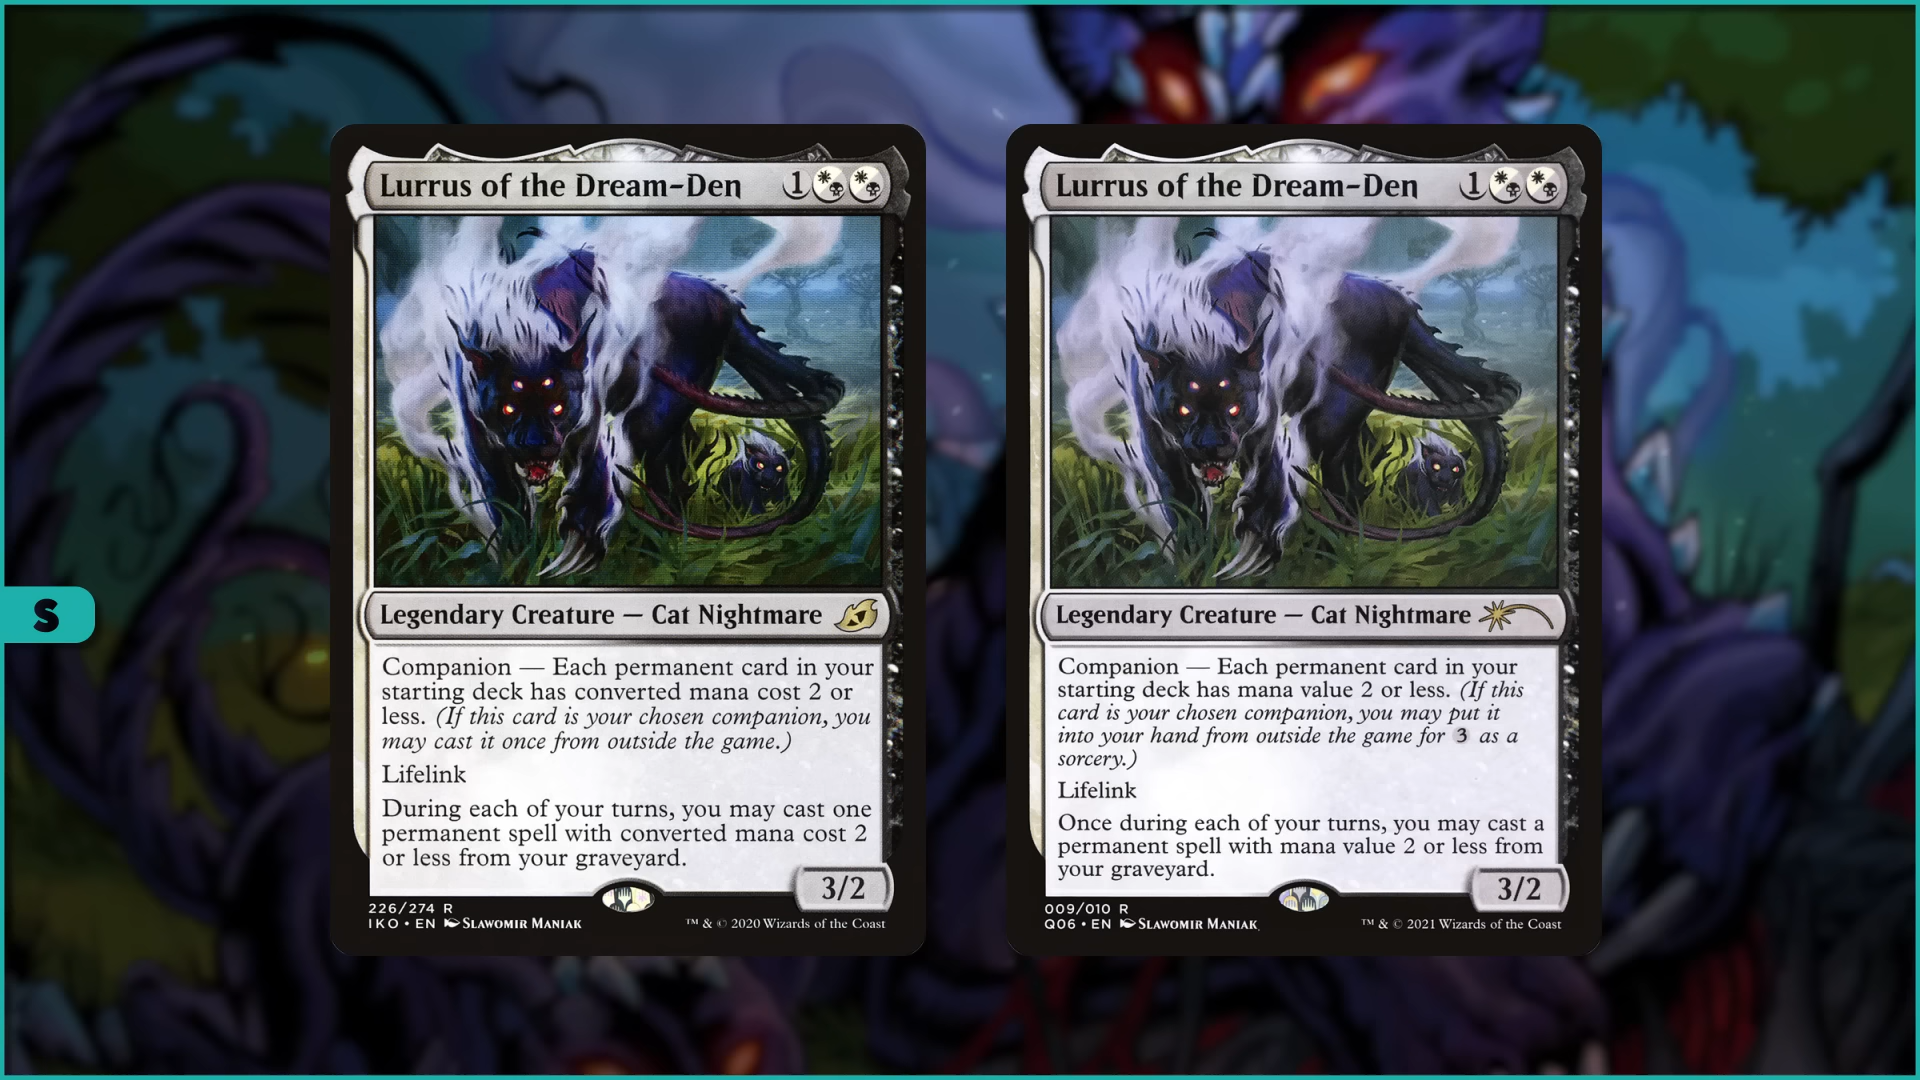 S
Lurrus of the Dream-Den 1
Legendary Creature — Cat Nightmare
Companion — Each permanent card in your
starting deck has converted mana cost 2 or
less. (If this card is your chosen companion, you
may cast it once from outside the game.)
Lifelink
During each of your turns, you may cast one
permanent spell with converted mana cost 2
or less from your graveyard.
3/2
226/274 R
IKO • EN Slawomir Maniak
™ & © 2020 Wizards of the Coast
Lurrus of the Dream-Den 1
Legendary Creature — Cat Nightmare
Companion — Each permanent card in your
starting deck has mana value 2 or less. (If this
card is your chosen companion, you may put it
into your hand from outside the game for 3 as a
sorcery.)
Lifelink
Once during each of your turns, you may cast a
permanent spell with mana value 2 or less from
your graveyard.
3/2
009/010 R
Q06 • EN Slawomir Maniak
™ & © 2021 Wizards of the Coast